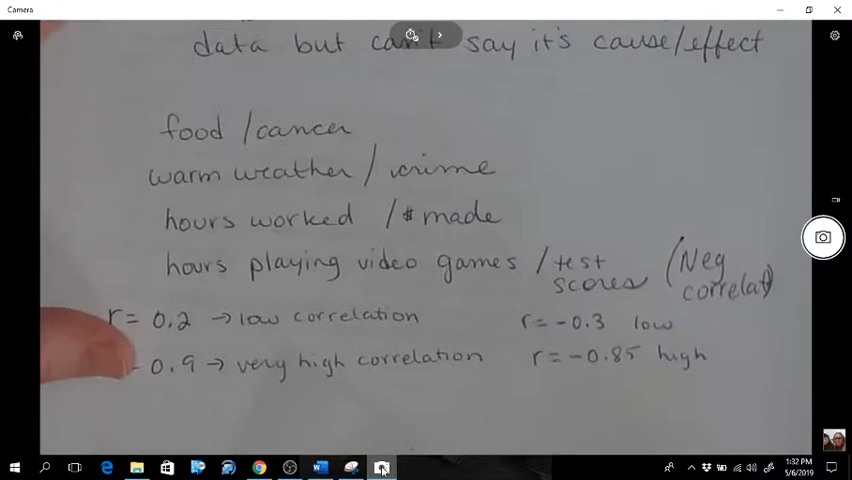 Camera
data but can't say it's cause/effect
food / cancer
warm weather / crime
hours worked / $ made
hours playing video games / test scores (Neg correlat)
r = 0.2 → low correlation r = -0.3 low
0.9 → very high correlation r = -0.85 high
1:32 PM
5/6/2019